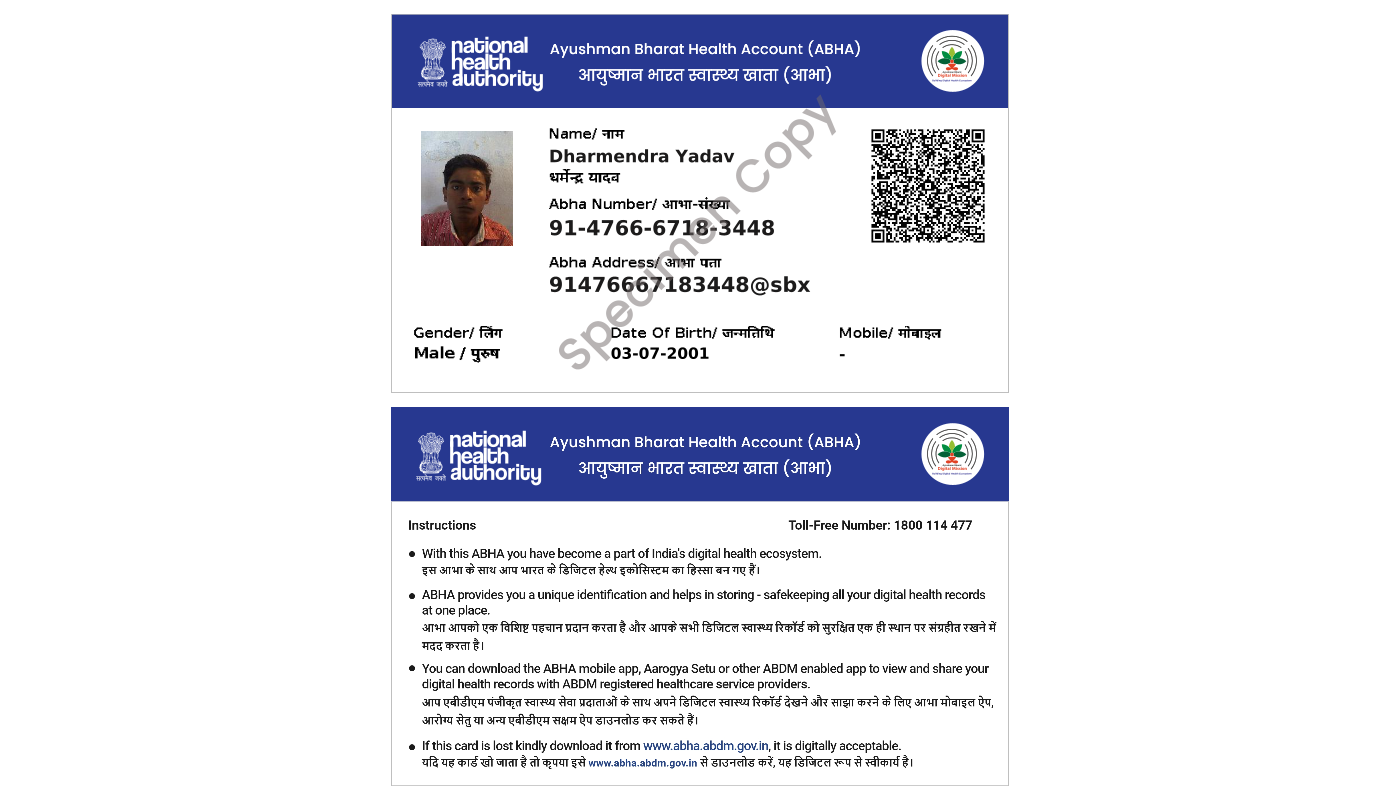 national
health
authority
सत्यमेव जयते
Ayushman Bharat Health Account (ABHA)
आयुष्मान भारत स्वास्थ्य खाता (आभा)
Digital Mission
Name/ नाम
Dharmendra Yadav
धर्मेन्द्र यादव
Abha Number/ आभा-संख्या
91-4766-6718-3448
Abha Address/ आभा पता
91476667183448@sbx
Specimen Copy
Gender/ लिंग
Male / पुरुष
Date Of Birth/ जन्मतिथि
03-07-2001
Mobile/ मोबाइल
-
national
health
authority
सत्यमेव जयते
Ayushman Bharat Health Account (ABHA)
आयुष्मान भारत स्वास्थ्य खाता (आभा)
Digital Mission
Instructions
Toll-Free Number: 1800 114 477
With this ABHA you have become a part of India's digital health ecosystem.
इस आभा के साथ आप भारत के डिजिटल हेल्थ इकोसिस्टम का हिस्सा बन गए हैं।
ABHA provides you a unique identification and helps in storing - safekeeping all your digital health records
at one place.
आभा आपको एक विशिष्ट पहचान प्रदान करता है और आपके सभी डिजिटल स्वास्थ्य रिकॉर्ड को सुरक्षित एक ही स्थान पर संग्रहीत रखने में
मदद करता है।
You can download the ABHA mobile app, Aarogya Setu or other ABDM enabled app to view and share your
digital health records with ABDM registered healthcare service providers.
आप एबीडीएम पंजीकृत स्वास्थ्य सेवा प्रदाताओं के साथ अपने डिजिटल स्वास्थ्य रिकॉर्ड देखने और साझा करने के लिए आभा मोबाइल ऐप,
आरोग्य सेतु या अन्य एबीडीएम सक्षम ऐप डाउनलोड कर सकते हैं।
If this card is lost kindly download it from www.abha.abdm.gov.in, it is digitally acceptable.
यदि यह कार्ड खो जाता है तो कृपया इसे www.abha.abdm.gov.in से डाउनलोड करें, यह डिजिटल रूप से स्वीकार्य है।